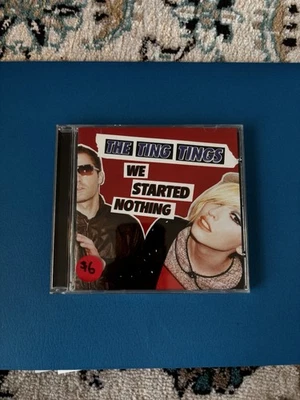 THE TING TINGS
WE
STARTED
NOTHING
$6